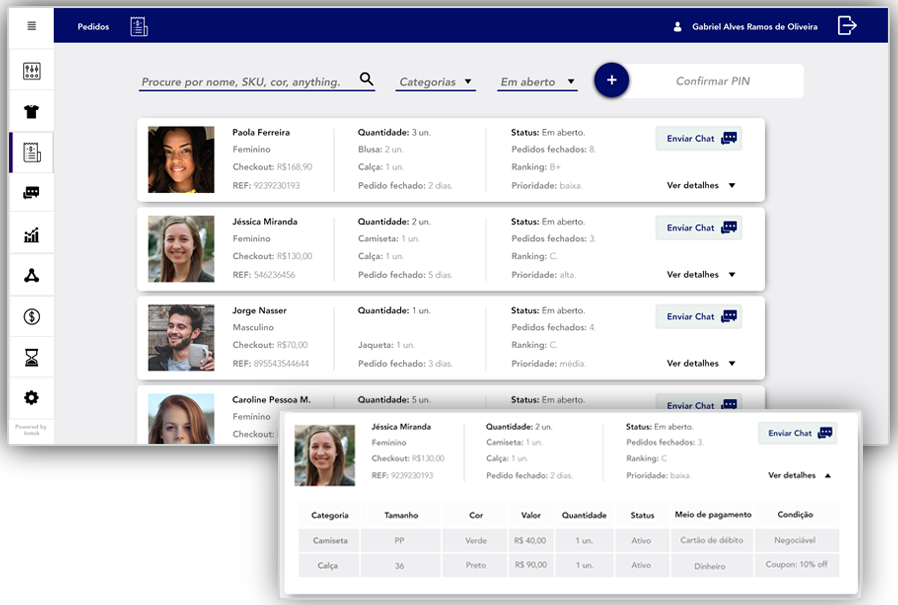 Pedidos
Gabriel Alves Ramos de Oliveira
Procure por nome, SKU, cor, anything.
Categorias
Em aberto
+
Confirmar PIN
Paola Ferreira
Feminino
Checkout: R$168,90
REF: 9239230193
Quantidade: 3 un.
Blusa: 2 un.
Calça: 1 un.
Pedido fechado: 2 dias.
Status: Em aberto.
Pedidos fechados: 8.
Ranking: B+
Prioridade: baixa.
Enviar Chat
Ver detalhes
Jéssica Miranda
Feminino
Checkout: R$130,00
REF: 546236456
Quantidade: 2 un.
Camiseta: 1 un.
Calça: 1 un.
Pedido fechado: 5 dias.
Status: Em aberto.
Pedidos fechados: 3.
Ranking: C.
Prioridade: alta.
Enviar Chat
Ver detalhes
Jorge Nasser
Masculino
Checkout: R$70,00
REF: 895543544644
Quantidade: 1 e un.
Jaqueta: 1 un.
Pedido fechado: 3 dias.
Status: Em aberto.
Pedidos fechados: 4.
Ranking: C.
Prioridade: média.
Enviar Chat
Ver detalhes
Caroline Pessoa M.
Feminino
Checkout:
Quantidade: 5 un.
Status: Em aberto.
Enviar Chat
Powered by
Instok
Jéssica Miranda
Feminino
Checkout: R$130,00
REF: 9239230193
Quantidade: 2 un.
Camiseta: 1 un.
Calça: 1 un.
Pedido fechado: 2 dias.
Status: Em aberto.
Pedidos fechados: 3.
Ranking: C
Prioridade: baixa.
Enviar Chat
Ver detalhes
Categoria Tamanho Cor Valor Quantidade Status Meio de pagamento Condição
Camiseta PP Verde R$ 40,00 1 un. Ativo Cartão de débito Negociável
Calça 36 Preto R$ 90,00 1 un. Ativo Dinheiro Coupon: 10% off